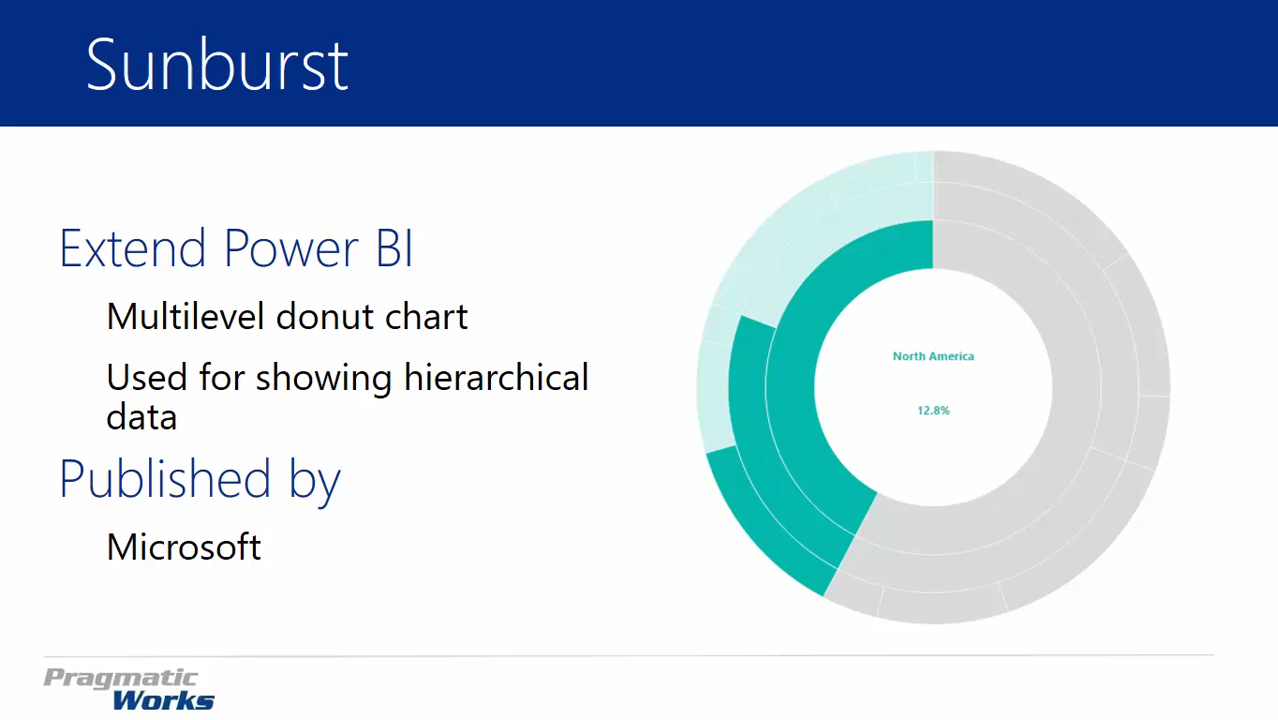 Sunburst
Extend Power BI
Multilevel donut chart
Used for showing hierarchical
data
Published by
Microsoft
North America
12.8%
Pragmatic
Works